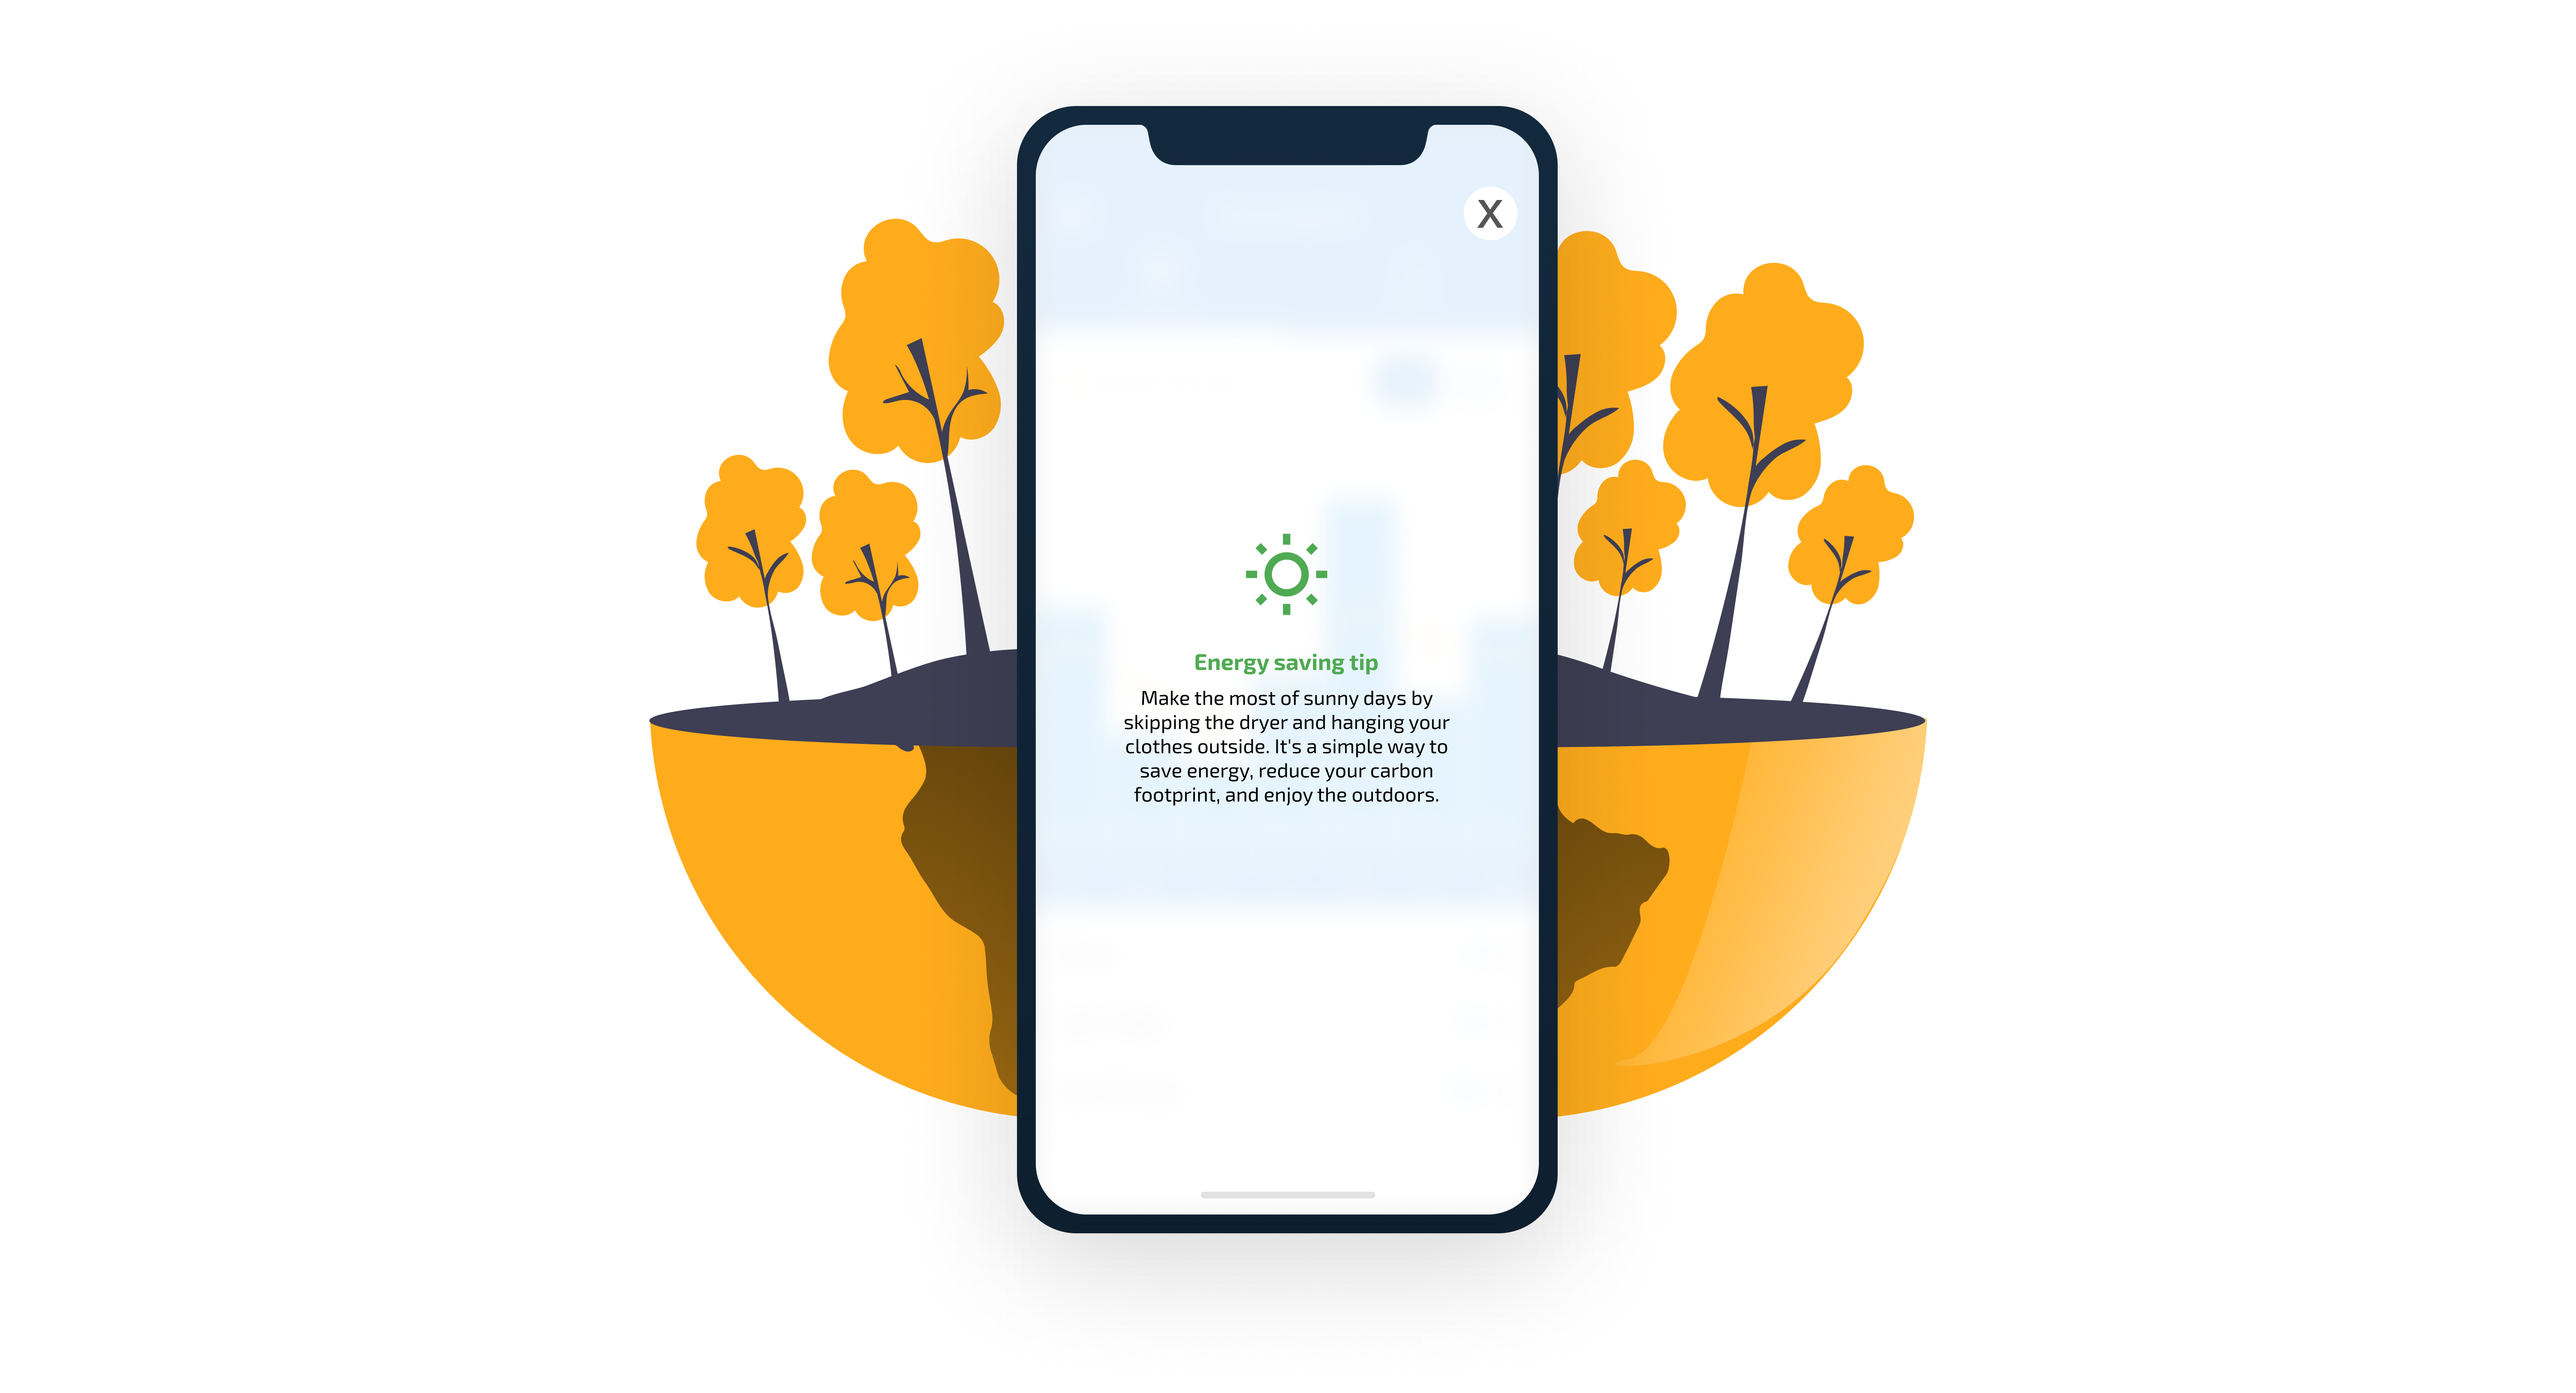 X
Energy saving tip
Make the most of sunny days by
skipping the dryer and hanging your
clothes outside. It's a simple way to
save energy, reduce your carbon
footprint, and enjoy the outdoors.